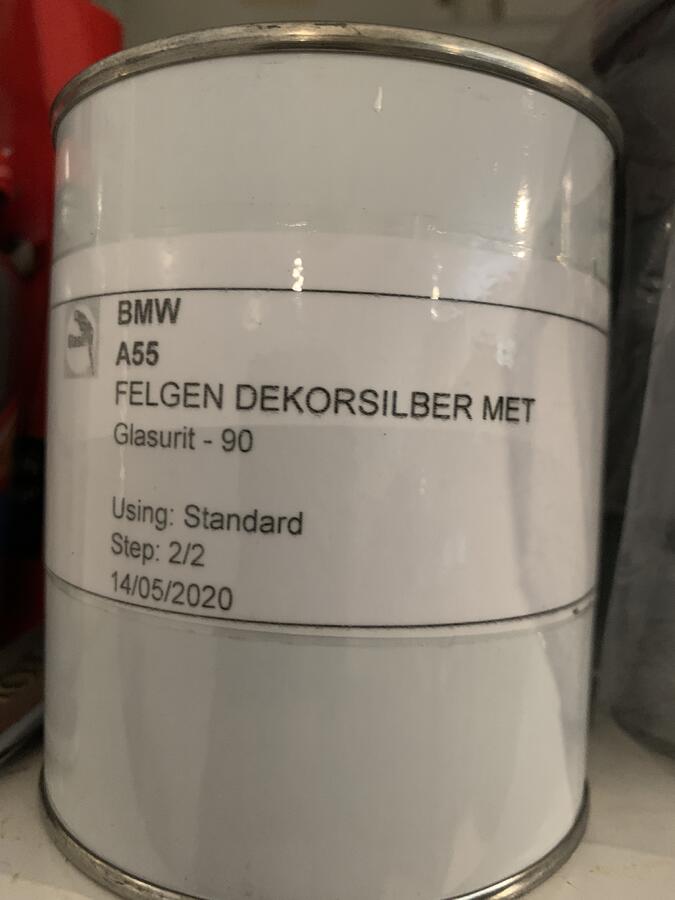 BMW
A55
FELGEN DEKORSILBER MET
Glasurit - 90
Using: Standard
Step: 2/2
14/05/2020